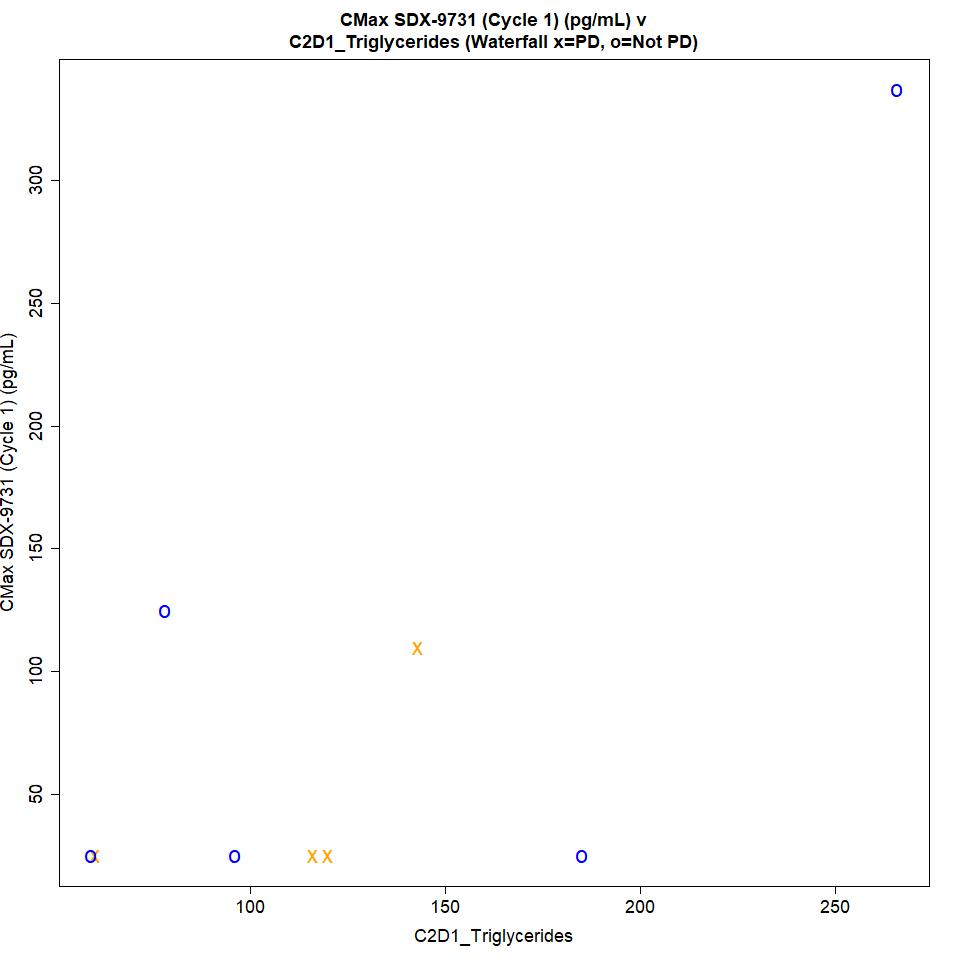 CMax SDX-9731 (Cycle 1) (pg/mL) v
C2D1_Triglycerides (Waterfall x=PD, o=Not PD)
CMax SDX-9731 (Cycle 1) (pg/mL)
300
250
200
150
100
50
O
O
X
O
X
O
X
X
O
100
150
200
250
C2D1_Triglycerides